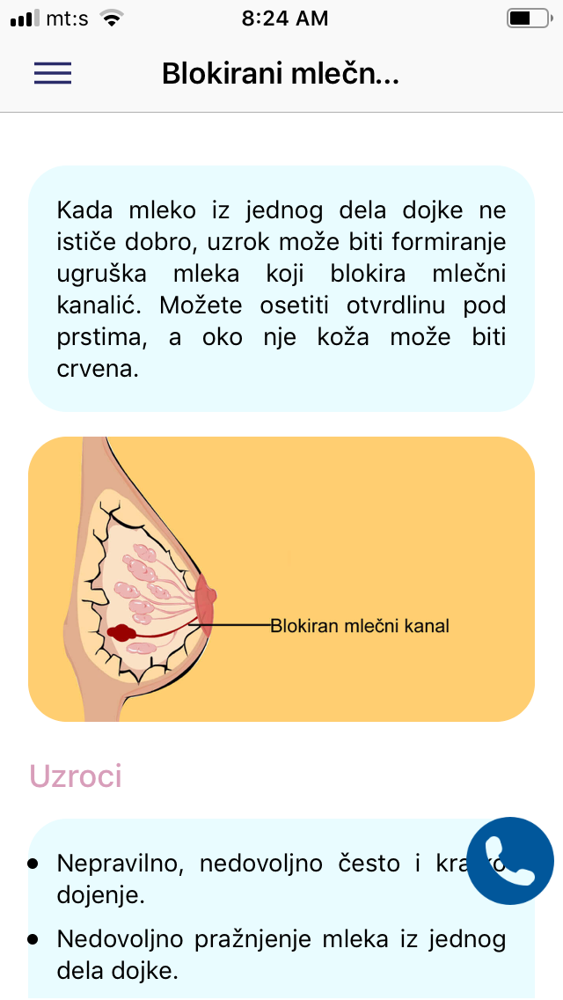 mt:s 8:24 AM
Blokirani mlečn...
Kada mleko iz jednog dela dojke ne
ističe dobro, uzrok može biti formiranje
ugruška mleka koji blokira mlečni
kanalić. Možete osetiti otvrdlinu pod
prstima, a oko nje koža može biti
crvena.
Blokiran mlečni kanal
Uzroci
Nepravilno, nedovoljno često i
dojenje.
Nedovoljno pražnjenje mleka iz jednog
dela dojke.